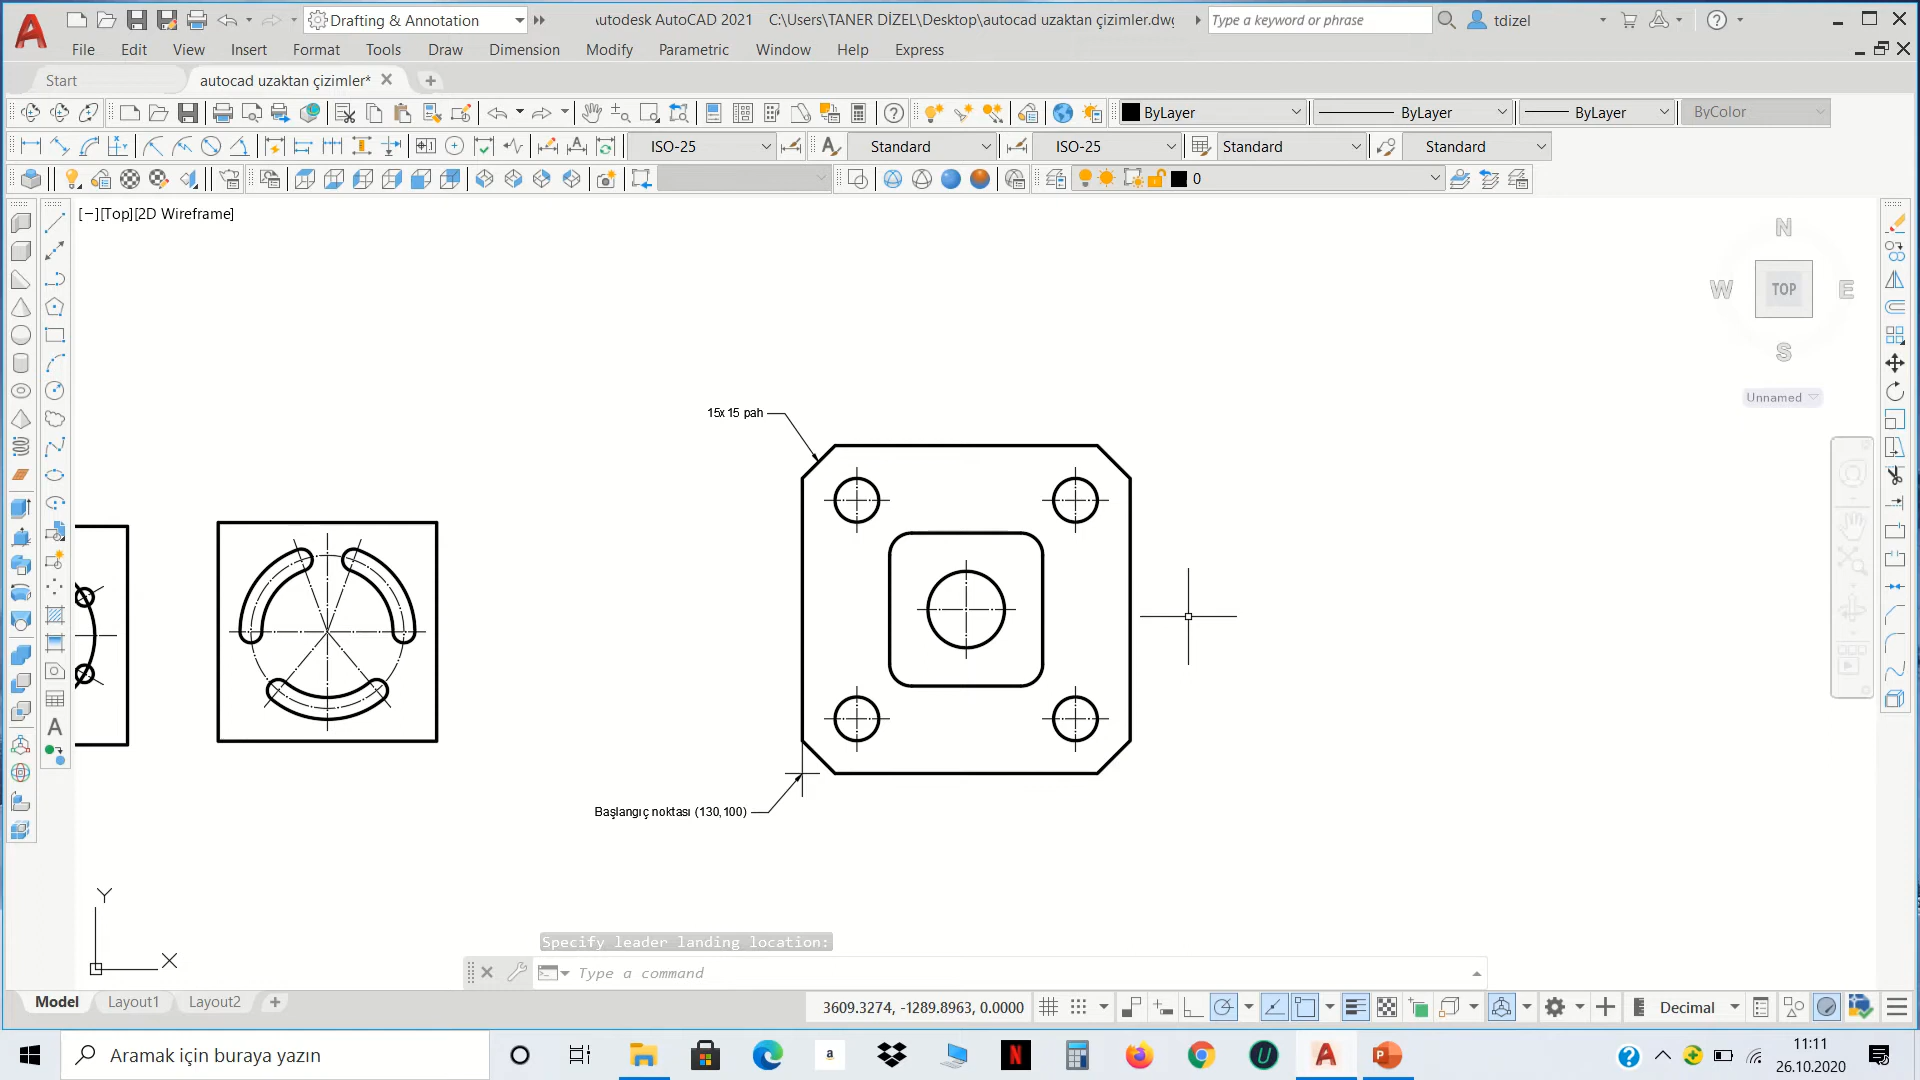 Drafting & Annotation
utodesk AutoCAD 2021 C:\Users\TANER DİZEL\Desktop\autocad uzaktan çizimler.dwg
Type a keyword or phrase
tdizel
File Edit View Insert Format Tools Draw Dimension Modify Parametric Window Help Express
Start
autocad uzaktan çizimler*
ByLayer
ByLayer
ByLayer
ByColor
ISO-25
Standard
ISO-25
Standard
Standard
0
[−][Top][2D Wireframe]
N
W
TOP
E
S
Unnamed
15x15 pah
Başlangıç noktası (130,100)
Y
X
A
Specify leader landing location:
Type a command
Model Layout1 Layout2
3609.3274, -1289.8963, 0.0000
Decimal
Aramak için buraya yazın
11:11
26.10.2020